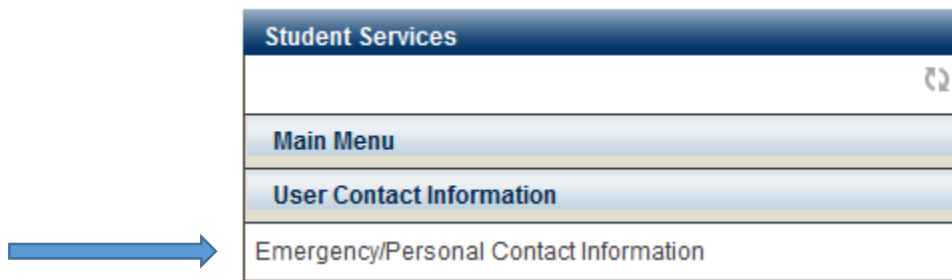 Student Services
Main Menu
User Contact Information
Emergency/Personal Contact Information